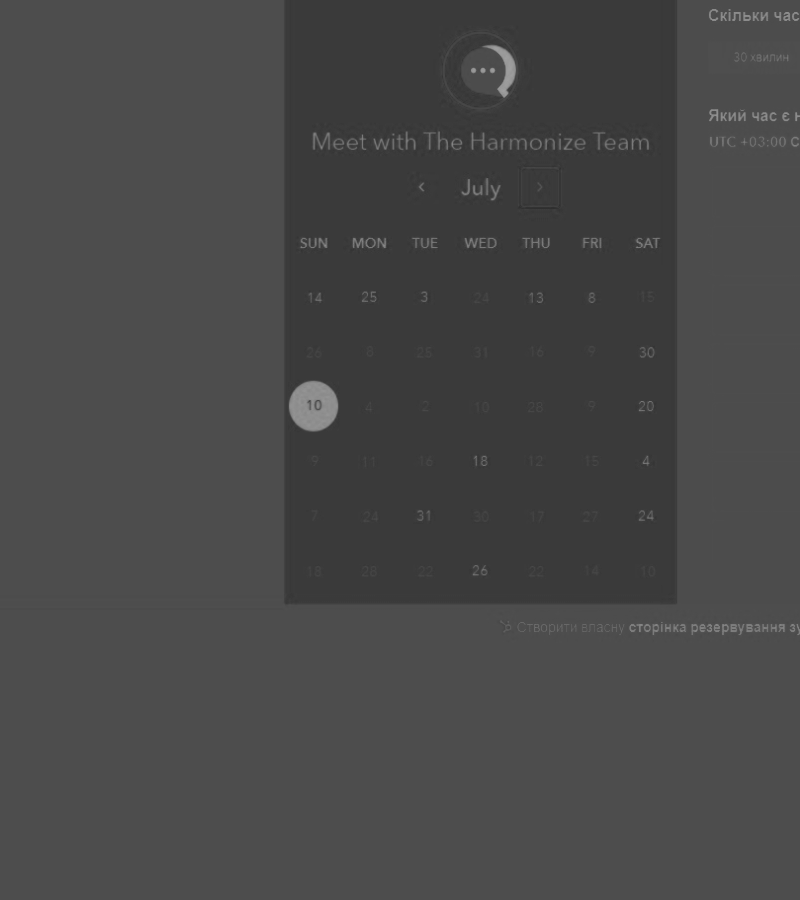 Скільки час
30 хвилин
Який час є н
UTC +03:00 С
Meet with The Harmonize Team
July
SUN MON TUE WED THU FRI SAT
14 25 3 24 13 8 15
26 8 25 31 16 9 30
10 4 2 10 28 9 20
9 11 16 18 12 15 4
7 24 31 30 17 27 24
18 28 22 26 22 14 10
Створити власну сторінка резервування зу